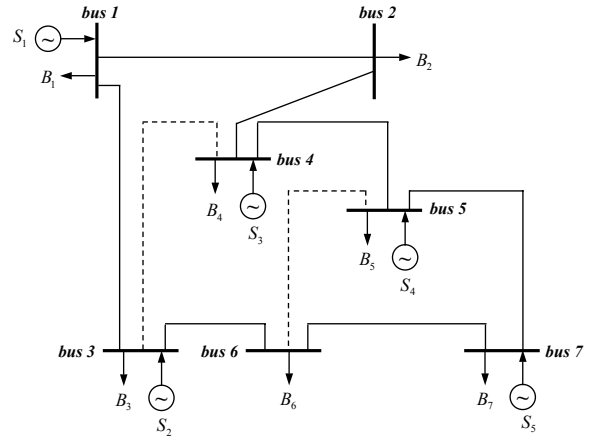 bus 1
bus 2
S₁
~
B₁
B₂
bus 4
B₄
~
S₃
bus 5
B₅
~
S₄
bus 3
bus 6
bus 7
B₃
~
S₂
B₆
B₇
~
S₅